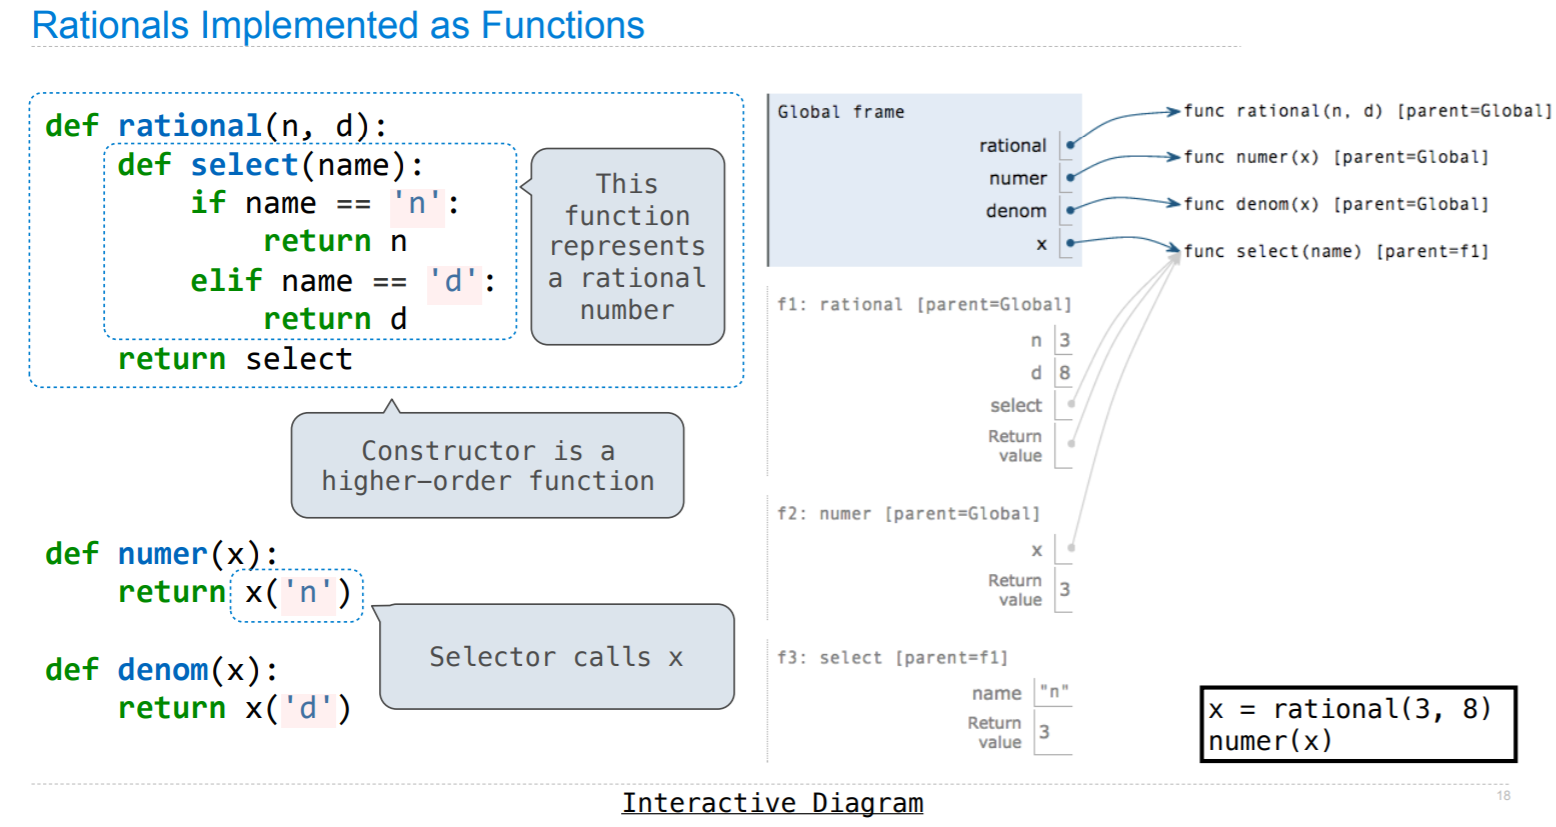 Rationals Implemented as Functions
def rational(n, d):
    def select(name):
        if name == 'n':
            return n
        elif name == 'd':
            return d
    return select
This
function
represents
a rational
number
Constructor is a
higher-order function
def numer(x):
    return x('n')
Selector calls x
def denom(x):
    return x('d')
Global frame
rational
numer
denom
x
func rational(n, d) [parent=Global]
func numer(x) [parent=Global]
func denom(x) [parent=Global]
func select(name) [parent=f1]
f1: rational [parent=Global]
n 3
d 8
select
Return
value
f2: numer [parent=Global]
x
Return
value 3
f3: select [parent=f1]
name "n"
Return
value 3
x = rational(3, 8)
numer(x)
Interactive Diagram
18